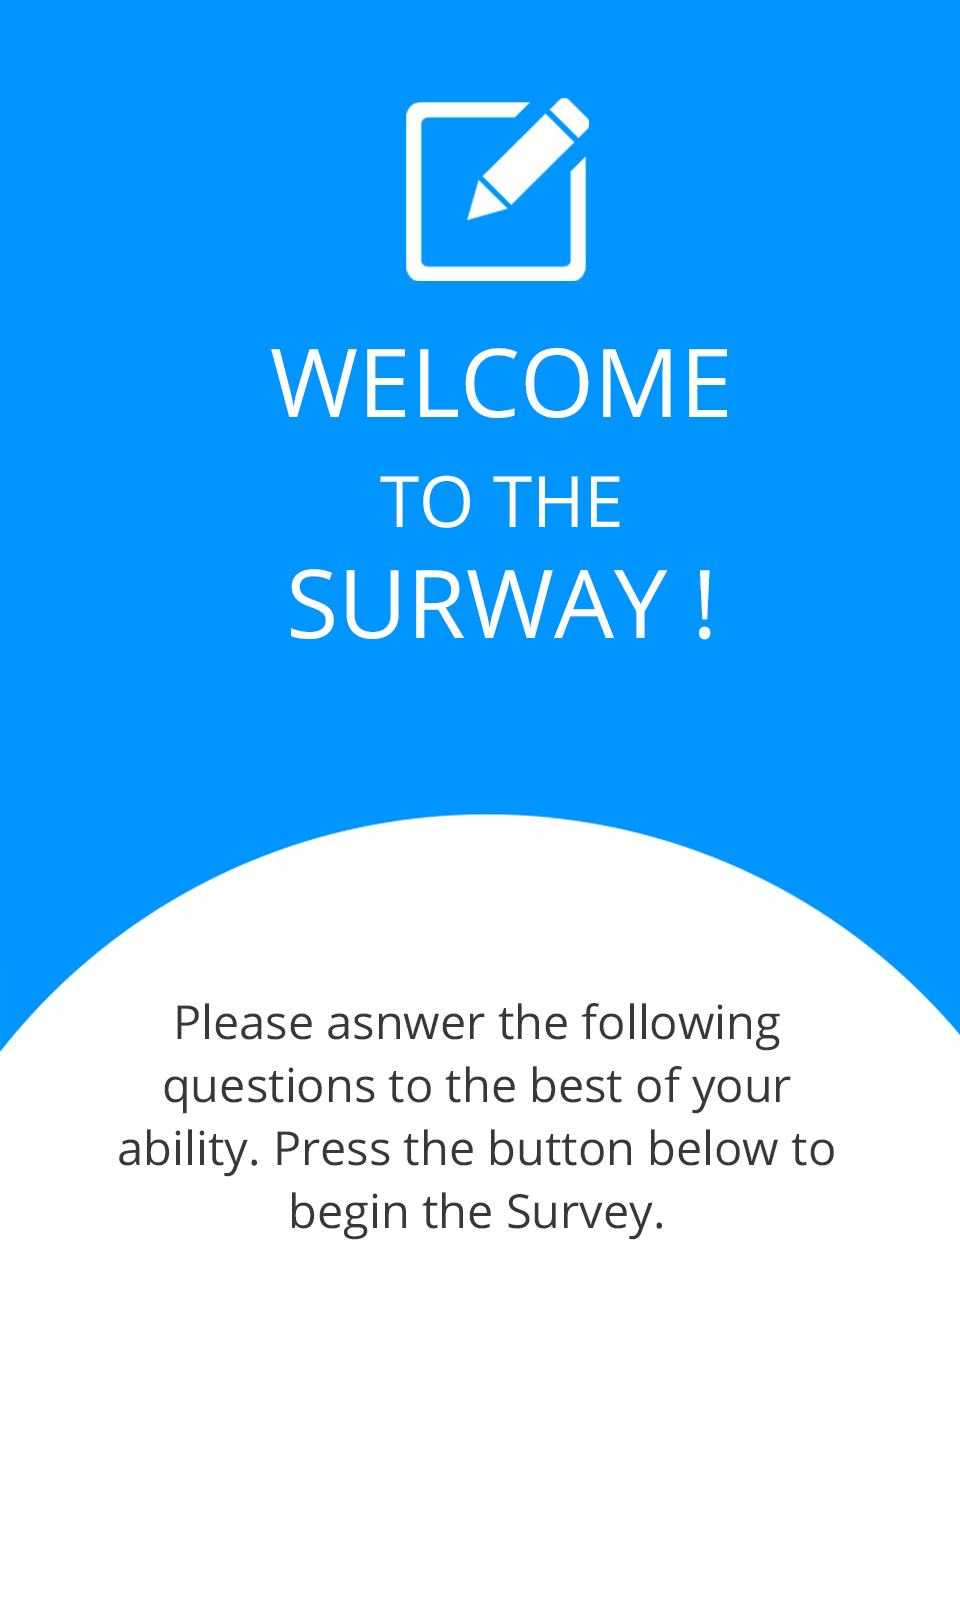 WELCOME
TO THE
SURWAY !
Please asnwer the following
questions to the best of your
ability. Press the button below to
begin the Survey.